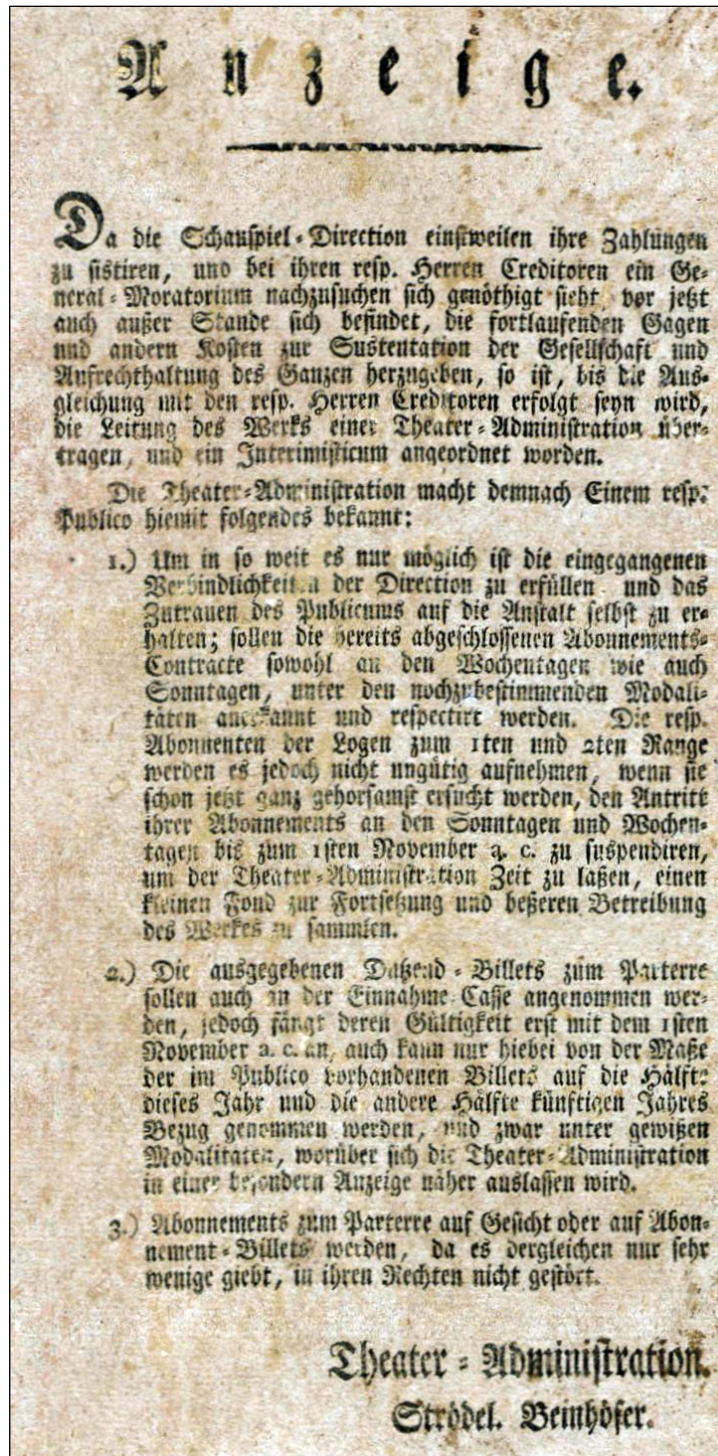 Anzeige.
Da die Schauspiel-Direction einstweilen ihre Zahlungen
zu sistiren, und bei ihren resp. Herren Creditoren ein Ge-
neral-Moratorium nachzusuchen sich genöthigt sieht, vor jetzt
auch außer Stande sich befindet, die fortlaufenden Gagen
und andern Kosten zur Sustentation der Gesellschaft und
Aufrechthaltung des Ganzen herzugeben, so ist, bis die Aus-
gleichung mit den resp. Herren Creditoren erfolgt seyn wird,
die Leitung des Werks einer Theater-Administration über-
tragen, und ein Interimisticum angeordnet worden.
Die Theater-Administration macht demnach Einem resp.
Publico hiemit folgendes bekannt:
1.) Um in so weit es nur möglich ist die eingegangenen
Verbindlichkeiten der Direction zu erfüllen und das
Zutrauen des Publicums auf die Anstalt selbst zu er-
halten; sollen die bereits abgeschlossenen Abonnements-
Contracte sowohl an den Wochentagen wie auch
Sonntagen, unter den nochzubestimmenden Modali-
täten anerkannt und respectirt werden. Die resp.
Abonnenten der Logen zum 1ten und 2ten Range
werden es jedoch nicht ungütig aufnehmen, wenn sie
schon jetzt ganz gehorsamst ersucht werden, den Antritt
ihrer Abonnements an den Sonntagen und Wochen-
tagen bis zum 1sten November a. c. zu suspendiren,
um der Theater-Administration Zeit zu laßen, einen
kleinen Fond zur Fortsetzung und beßeren Betreibung
des Werkes zu sammlen.
2.) Die ausgegebenen Dutzend-Billets zum Parterre
sollen auch an der Einnahme-Casse angenommen wer-
den, jedoch fängt deren Gültigkeit erst mit dem 1sten
November a. c. an, auch kann nur hiebei von der Maße
der im Publico vorhandenen Billets auf die Hälfte
dieses Jahr und die andere Hälfte künftigen Jahres
Bezug genommen werden, und zwar unter gewißen
Modalitäten, worüber sich die Theater-Administration
in einer besondern Anzeige näher auslassen wird.
3.) Abonnements zum Parterre auf Gesicht oder auf Abon-
nement-Billets werden, da es dergleichen nur sehr
wenige giebt, in ihren Rechten nicht gestört.
Theater-Administration.
Strödel. Beinhöfer.